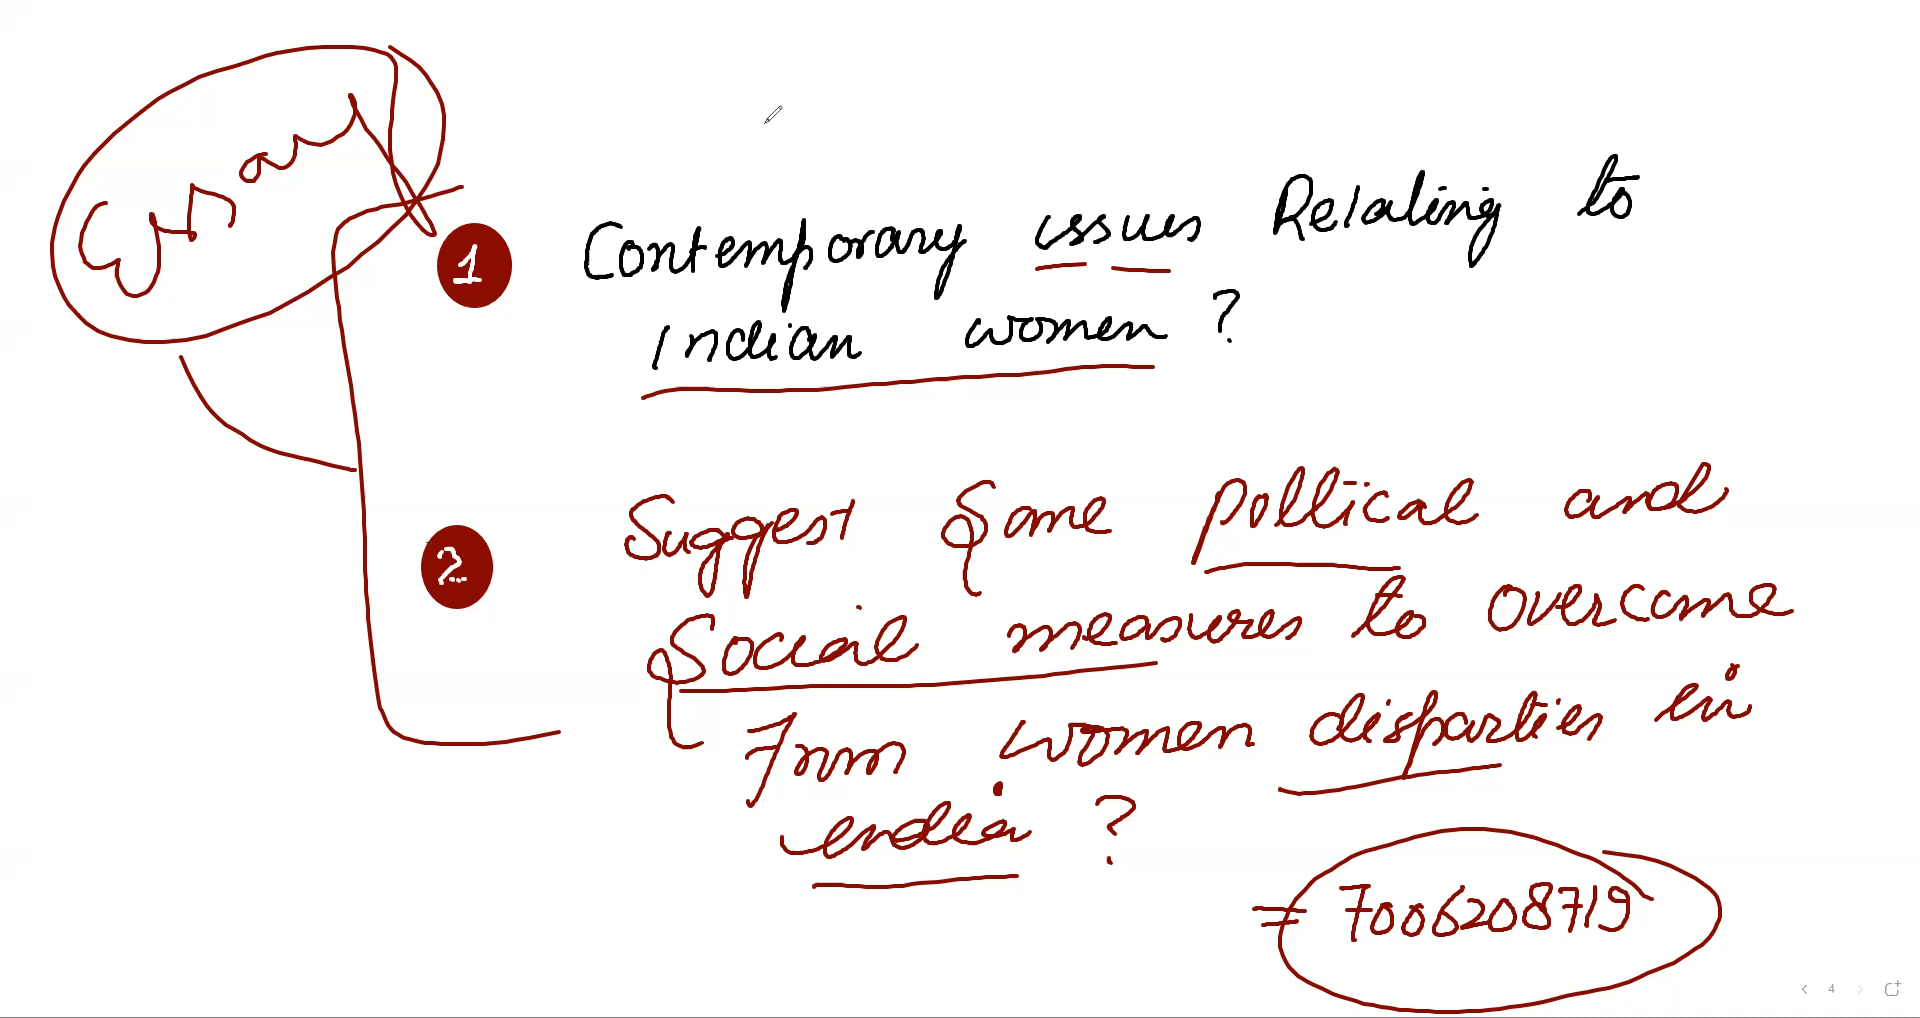 Essay
1 Contemporary issues Relating to
Indian women ?
2 Suggest Some pollical and
Social measures to overcome
From women disparties in
india ?
= 7006208719
4